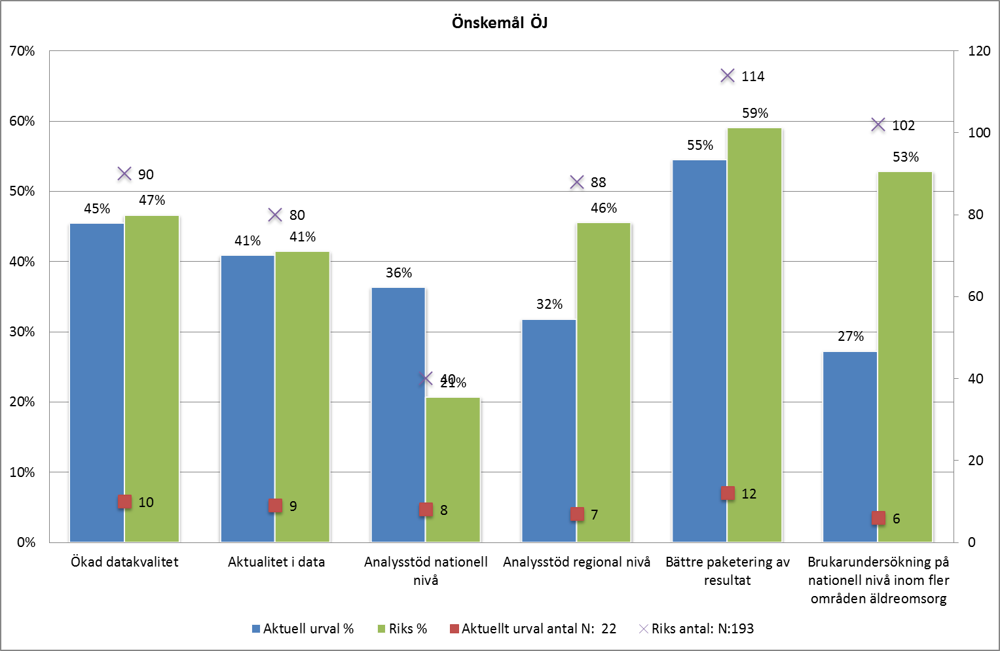 Önskemål ÖJ
70%
60%
50%
40%
30%
20%
10%
0%
120
100
80
60
40
20
0
45%
47%
90
10
41%
41%
80
9
36%
21%
40
8
32%
46%
88
7
55%
59%
114
12
27%
53%
102
6
Ökad datakvalitet
Aktualitet i data
Analysstöd nationell
nivå
Analysstöd regional nivå
Bättre paketering av
resultat
Brukarundersökning på
nationell nivå inom fler
områden äldreomsorg
Aktuell urval %
Riks %
Aktuellt urval antal N: 22
Riks antal: N:193